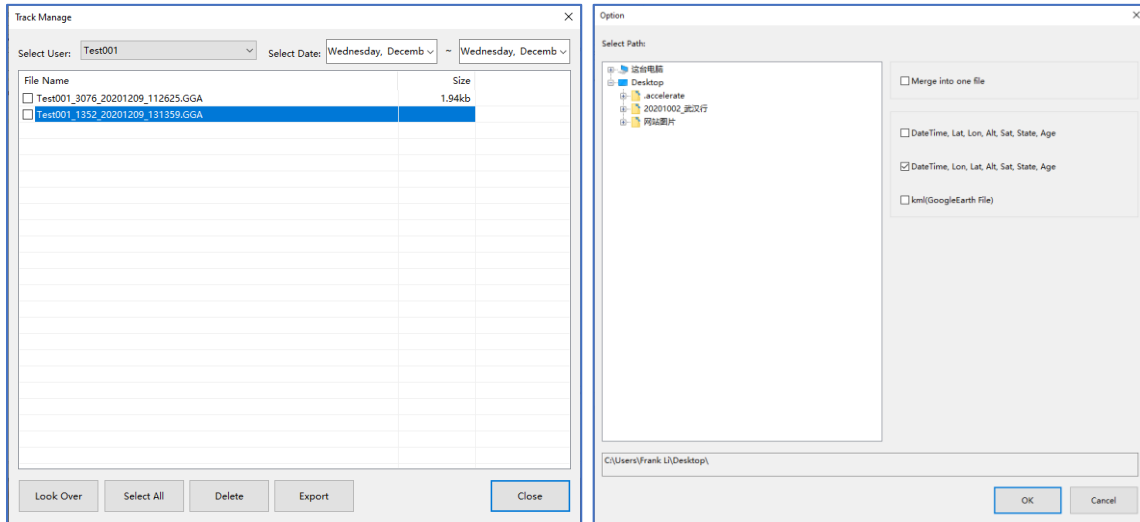 Track Manage
Select User: Test001 Select Date: Wednesday, Decemb ~ Wednesday, Decemb
File Name Size
Test001_3076_20201209_112625.GGA 1.94kb
Test001_1352_20201209_131359.GGA
Look Over Select All Delete Export Close
Option
Select Path:
这台电脑
Desktop
.accelerate
20201002_武汉行
网站图片
Merge into one file
DateTime, Lat, Lon, Alt, Sat, State, Age
DateTime, Lon, Lat, Alt, Sat, State, Age
kml(GoogleEarth File)
C:\Users\Frank Li\Desktop\
OK Cancel